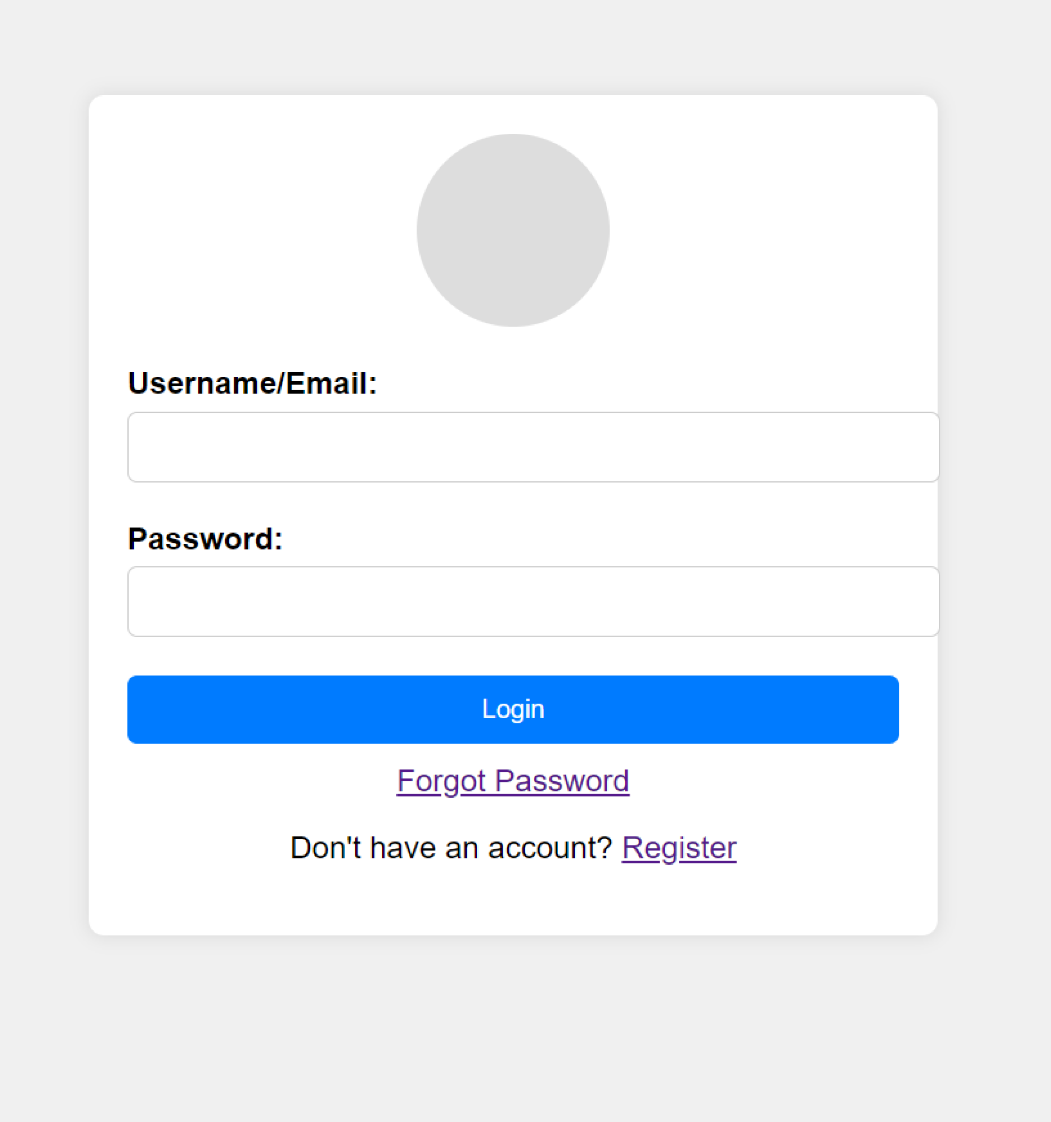 Username/Email:
Password:
Login
Forgot Password
Don't have an account? Register